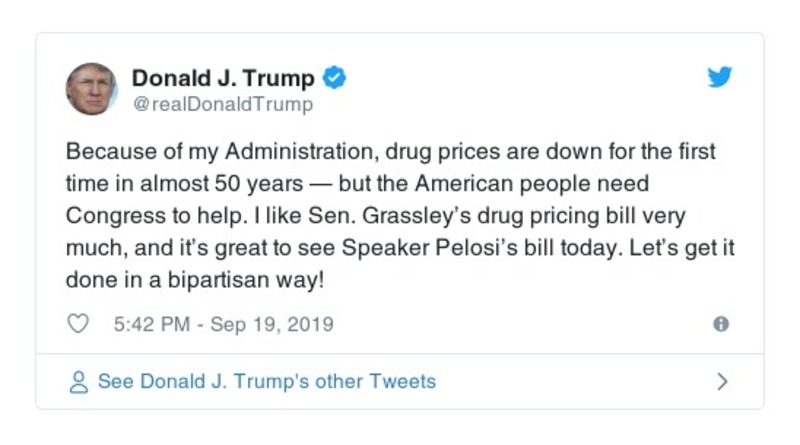 Donald J. Trump
@realDonaldTrump
Because of my Administration, drug prices are down for the first
time in almost 50 years — but the American people need
Congress to help. I like Sen. Grassley’s drug pricing bill very
much, and it’s great to see Speaker Pelosi’s bill today. Let’s get it
done in a bipartisan way!
5:42 PM - Sep 19, 2019
See Donald J. Trump's other Tweets